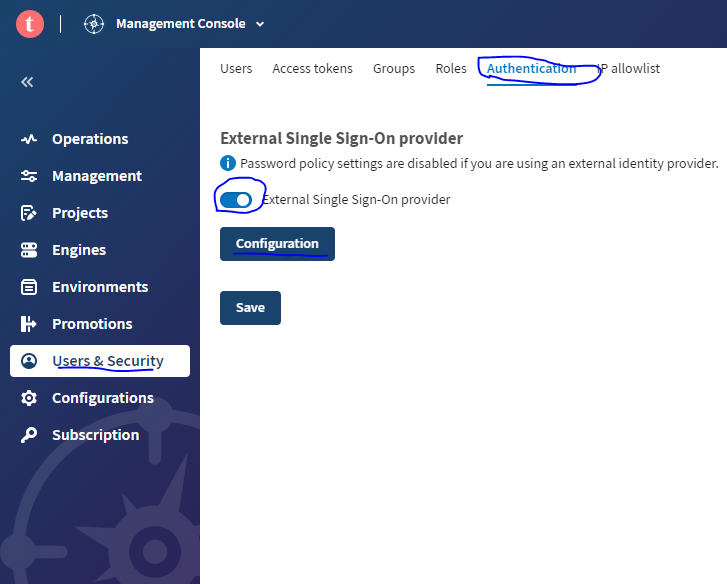 t
Management Console
Users Access tokens Groups Roles Authentication IP allowlist
Operations
Management
Projects
Engines
Environments
Promotions
Users & Security
Configurations
Subscription
External Single Sign-On provider
Password policy settings are disabled if you are using an external identity provider.
External Single Sign-On provider
Configuration
Save